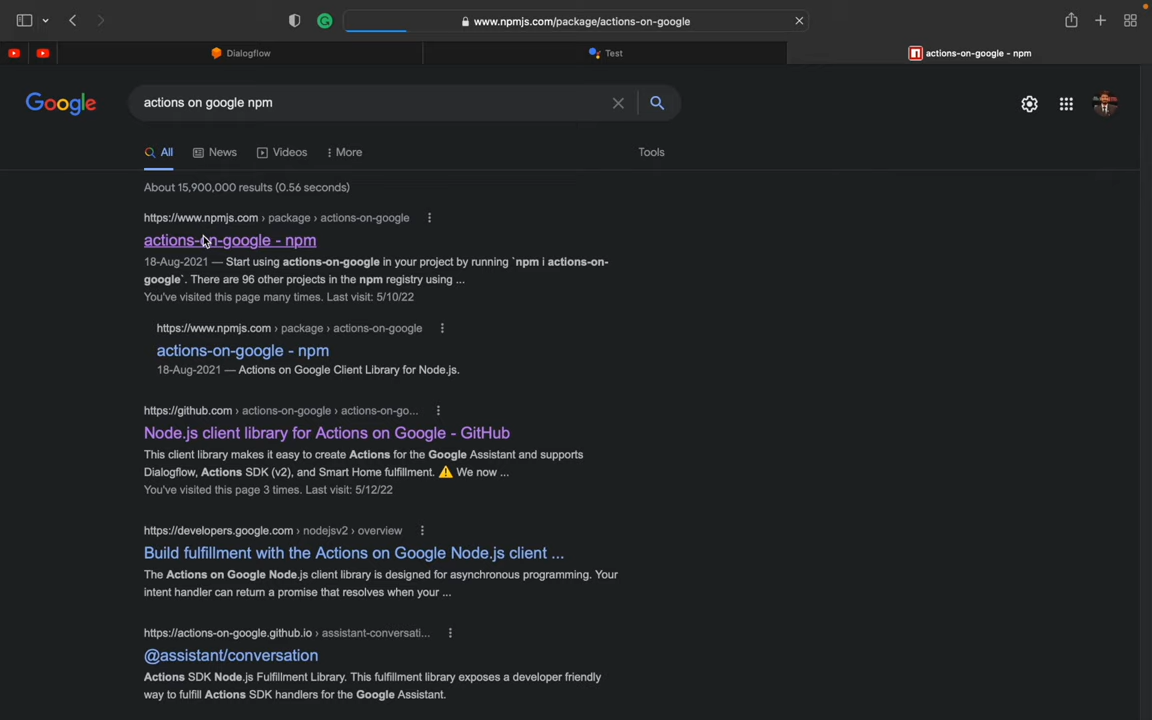 www.npmjs.com/package/actions-on-google
Dialogflow
Test
actions-on-google - npm
Google
actions on google npm
All
News
Videos
More
Tools
About 15,900,000 results (0.56 seconds)
https://www.npmjs.com › package › actions-on-google
actions-on-google - npm
18-Aug-2021 — Start using actions-on-google in your project by running `npm i actions-on-
google`. There are 96 other projects in the npm registry using ...
You've visited this page many times. Last visit: 5/10/22
https://www.npmjs.com › package › actions-on-google
actions-on-google - npm
18-Aug-2021 — Actions on Google Client Library for Node.js.
https://github.com › actions-on-google › actions-on-go...
Node.js client library for Actions on Google - GitHub
This client library makes it easy to create Actions for the Google Assistant and supports
Dialogflow, Actions SDK (v2), and Smart Home fulfillment. ⚠️ We now ...
You've visited this page 3 times. Last visit: 5/12/22
https://developers.google.com › nodejsv2 › overview
Build fulfillment with the Actions on Google Node.js client ...
The Actions on Google Node.js client library is designed for asynchronous programming. Your
intent handler can return a promise that resolves when your ...
https://actions-on-google.github.io › assistant-conversati...
@assistant/conversation
Actions SDK Node.js Fulfillment Library. This fulfillment library exposes a developer friendly
way to fulfill Actions SDK handlers for the Google Assistant.